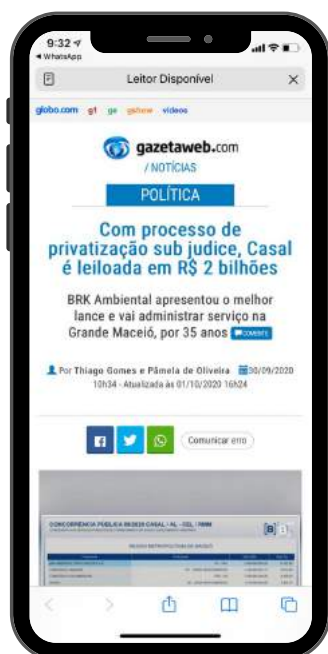 9:32
◀ WhatsApp
Leitor Disponível
globo.com g1 ge gshow vídeos
gazetaweb.com
/ NOTÍCIAS
POLÍTICA
Com processo de
privatização sub judice, Casal
é leiloada em R$ 2 bilhões
BRK Ambiental apresentou o melhor
lance e vai administrar serviço na
Grande Maceió, por 35 anos COMENTE
Por Thiago Gomes e Pâmela de Oliveira 30/09/2020
10h34 - Atualizada às 01/10/2020 16h24
Comunicar erro
CONCORRÊNCIA PÚBLICA
CASAL - AL
[B]